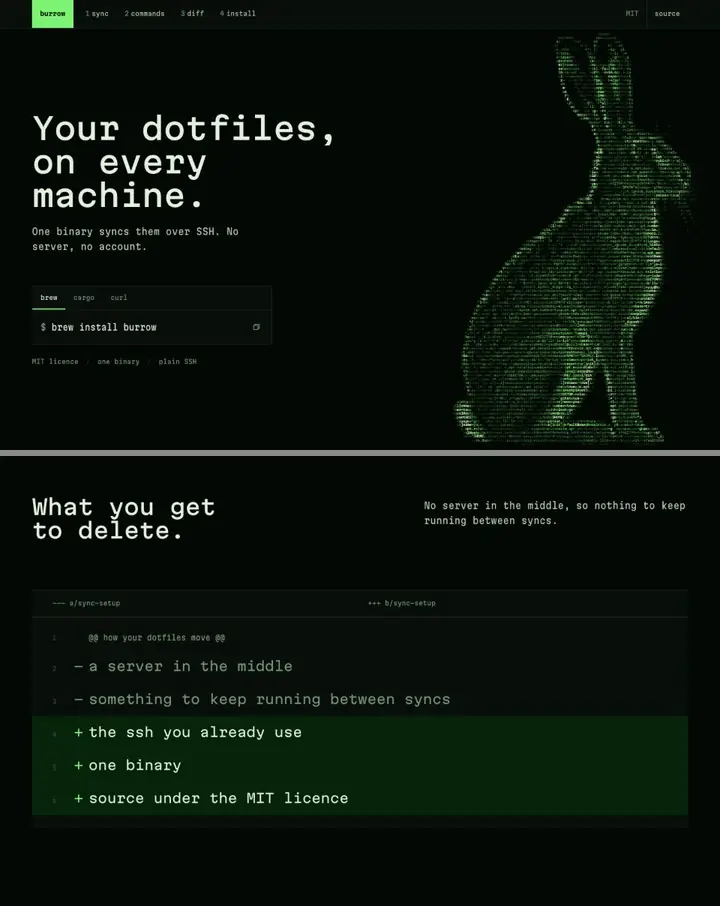 burrow 1 sync 2 commands 3 diff 4 install MIT source
Your dotfiles,
on every
machine.
One binary syncs them over SSH. No
server, no account.
brew cargo curl
$ brew install burrow
MIT licence / one binary / plain SSH
What you get
to delete.
No server in the middle, so nothing to keep
running between syncs.
--- a/sync-setup +++ b/sync-setup
1 @@ how your dotfiles move @@
2 − a server in the middle
3 − something to keep running between syncs
4 + the ssh you already use
5 + one binary
6 + source under the MIT licence